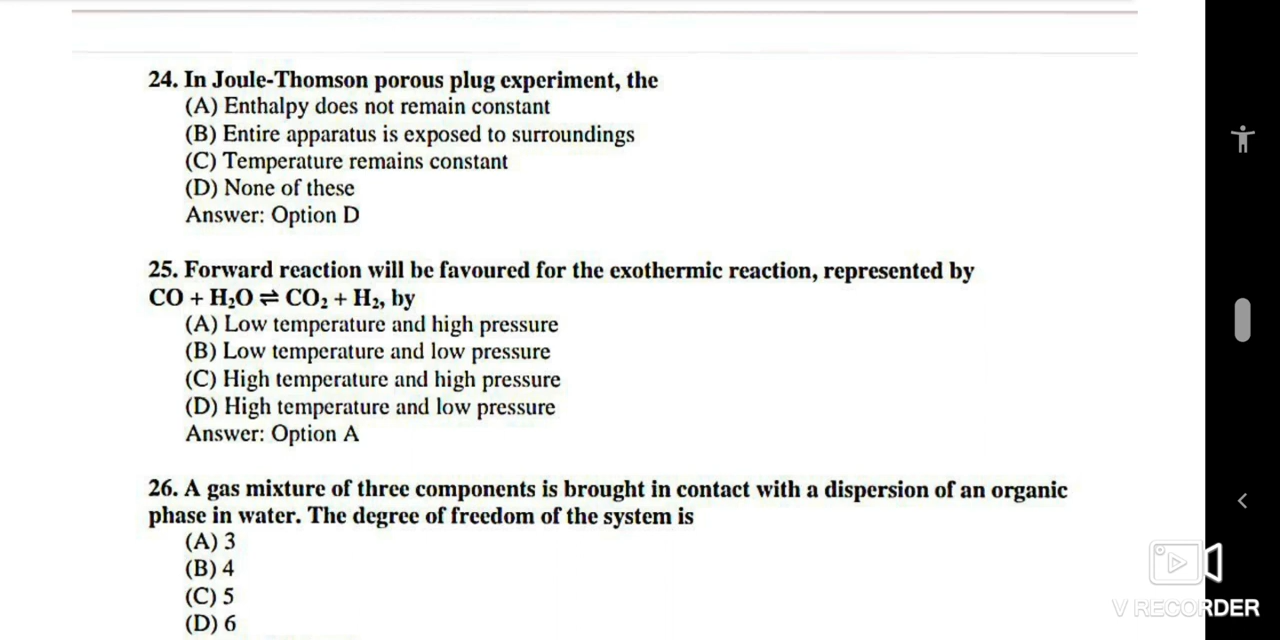 24. In Joule-Thomson porous plug experiment, the
(A) Enthalpy does not remain constant
(B) Entire apparatus is exposed to surroundings
(C) Temperature remains constant
(D) None of these
Answer: Option D
25. Forward reaction will be favoured for the exothermic reaction, represented by
CO + H₂O ⇌ CO₂ + H₂, by
(A) Low temperature and high pressure
(B) Low temperature and low pressure
(C) High temperature and high pressure
(D) High temperature and low pressure
Answer: Option A
26. A gas mixture of three components is brought in contact with a dispersion of an organic
phase in water. The degree of freedom of the system is
(A) 3
(B) 4
(C) 5
(D) 6
V RECORDER